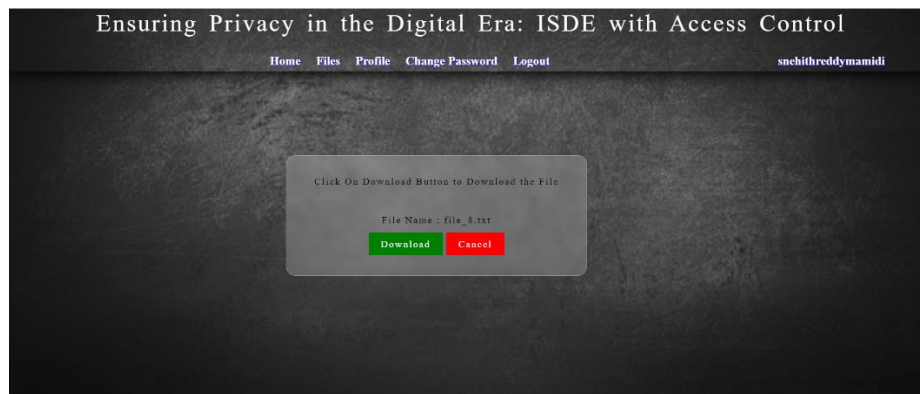 Ensuring Privacy in the Digital Era: ISDE with Access Control
Home Files Profile Change Password Logout snehithreddymamidi
Click On Download Button to Download the File
File Name : file_8.txt
Download Cancel